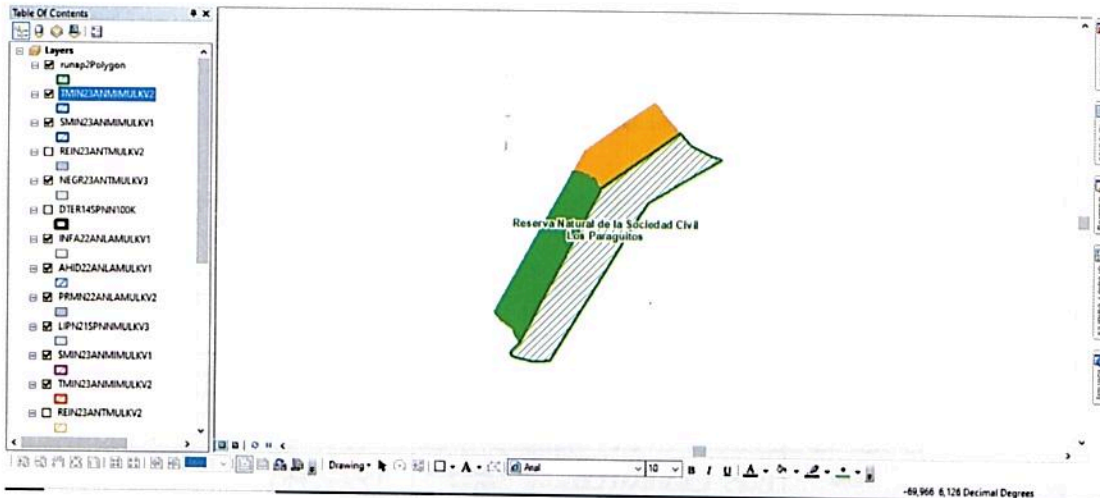 Table Of Contents
Layers
runap2Polygon
TMIN23ANMIMULKV2
SMIN23ANMIMULKV1
REIN23ANTMULKV2
NEGR23ANTMULKV3
DTER14SPNN100K
INFA22ANLAMULKV1
AHID22ANLAMULKV1
PRMN22ANLAMULKV2
LIPN21SPNNMULKV3
SMIN23ANMIMULKV1
TMIN23ANMIMULKV2
REIN23ANTMULKV2
Reserva Natural de la Sociedad Civil
Los Paraguitos
Drawing
A
Arial
10
B I U A
-69,966 6,126 Decimal Degrees